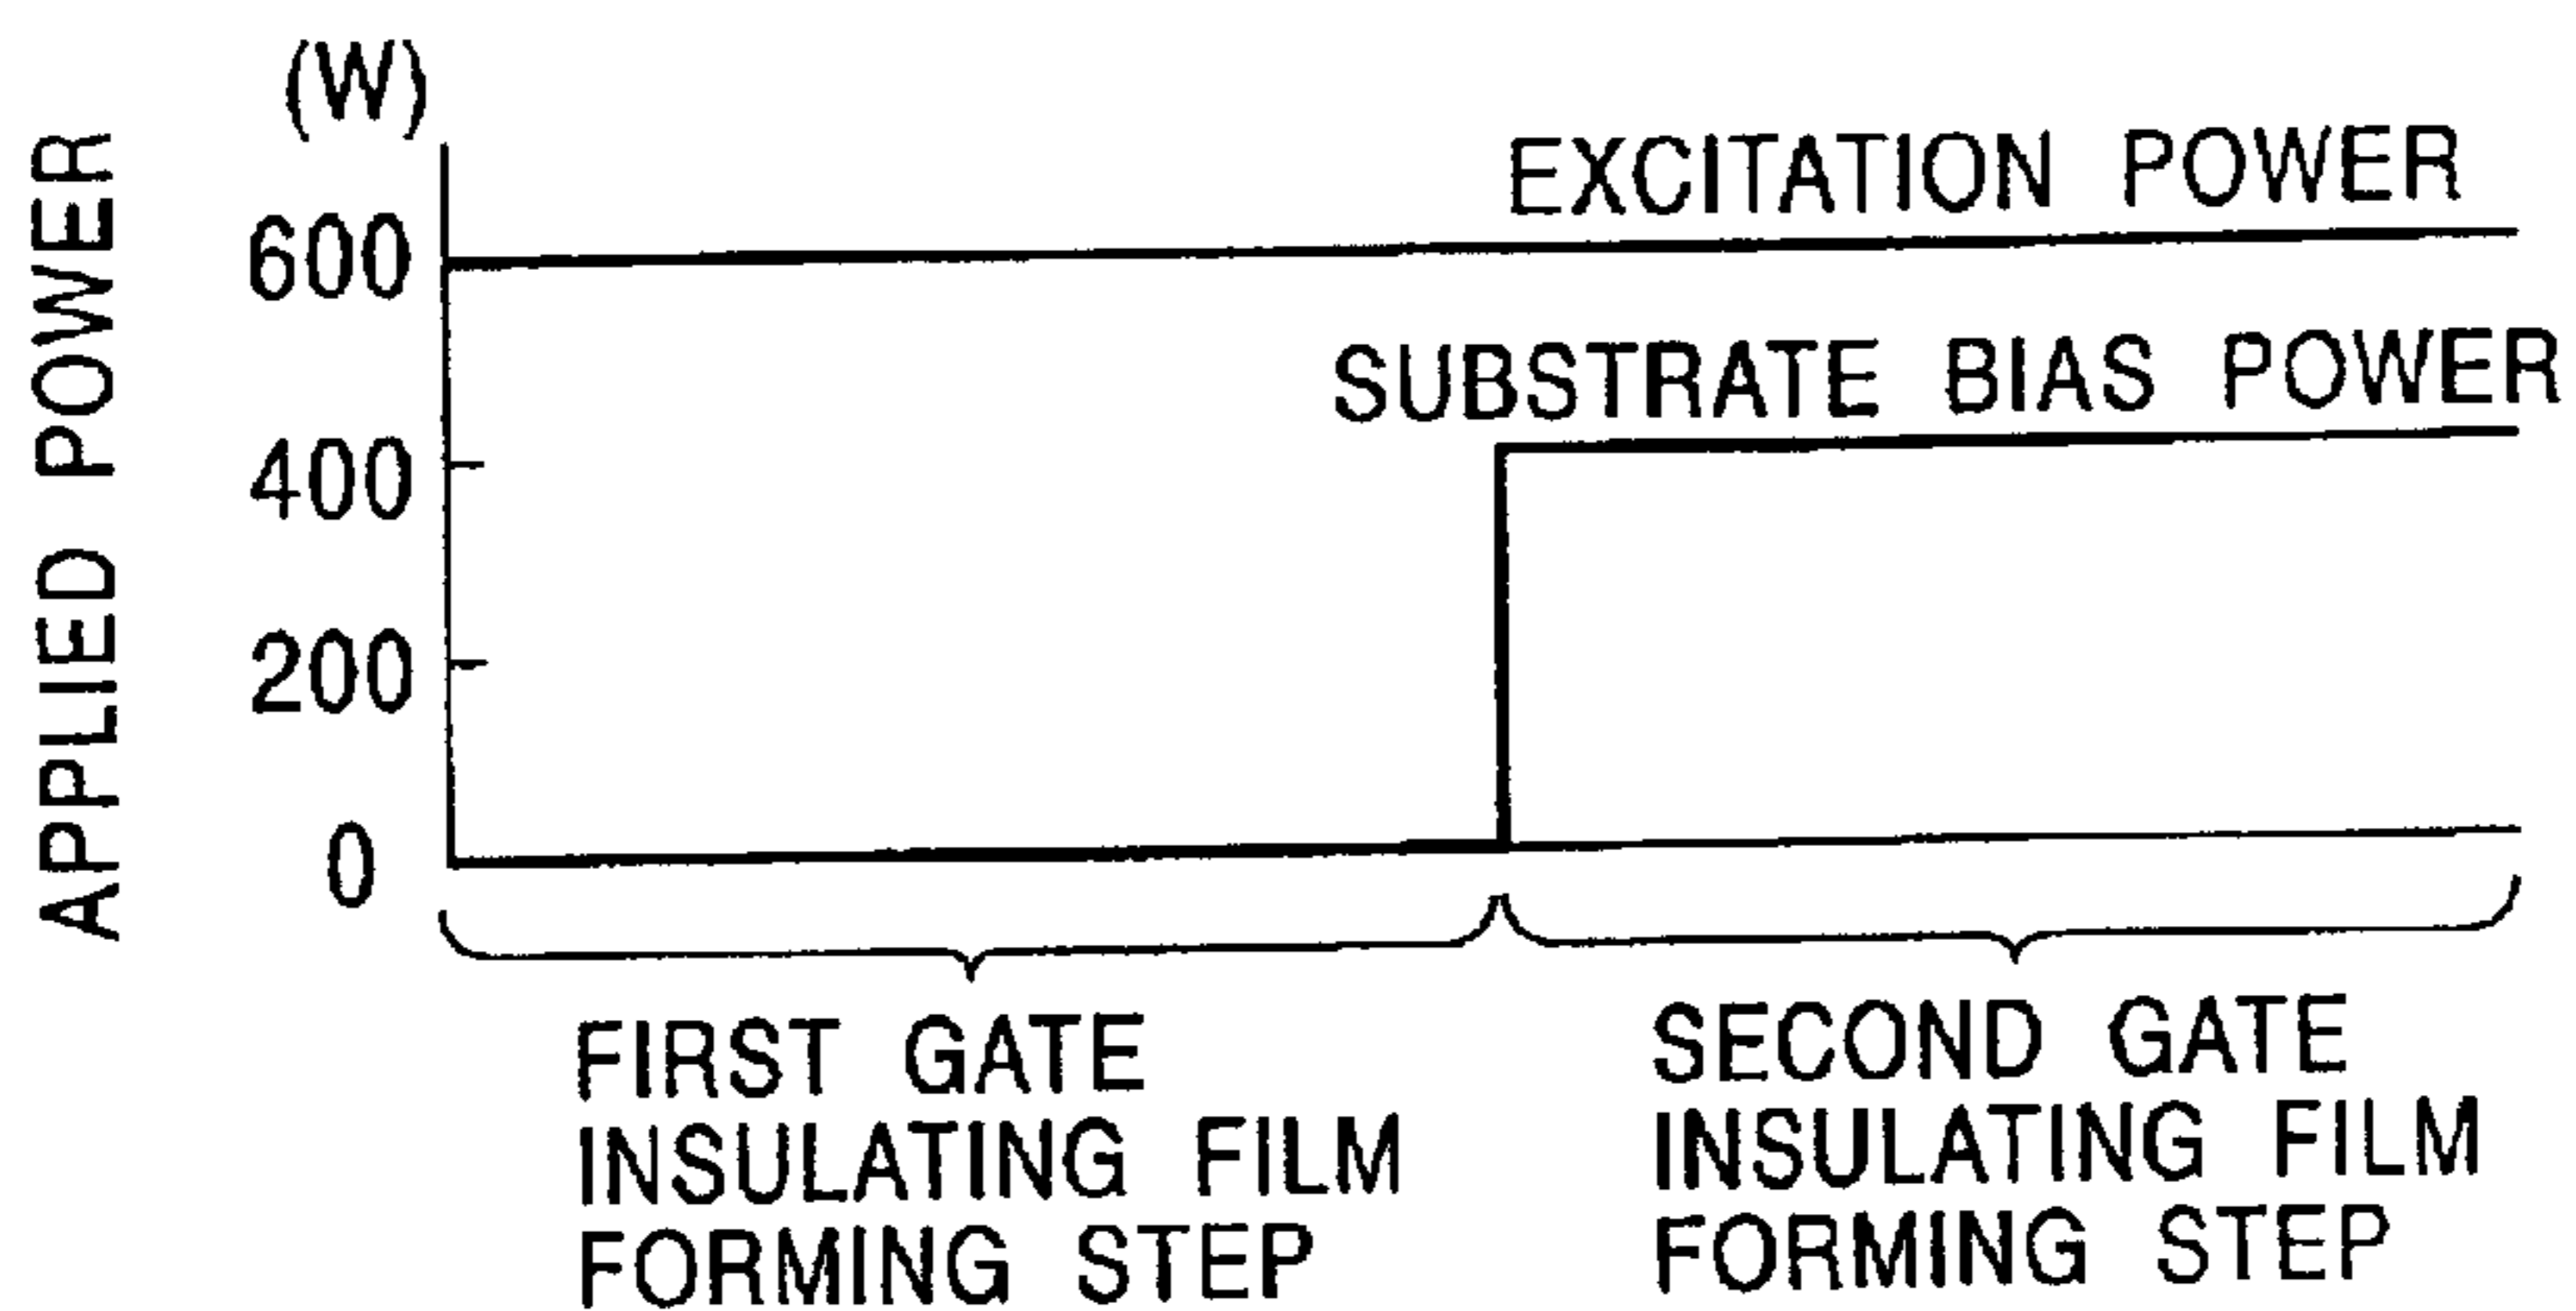 (W)
APPLIED POWER
600
400
200
0
EXCITATION POWER
SUBSTRATE BIAS POWER
FIRST GATE
INSULATING FILM
FORMING STEP
SECOND GATE
INSULATING FILM
FORMING STEP